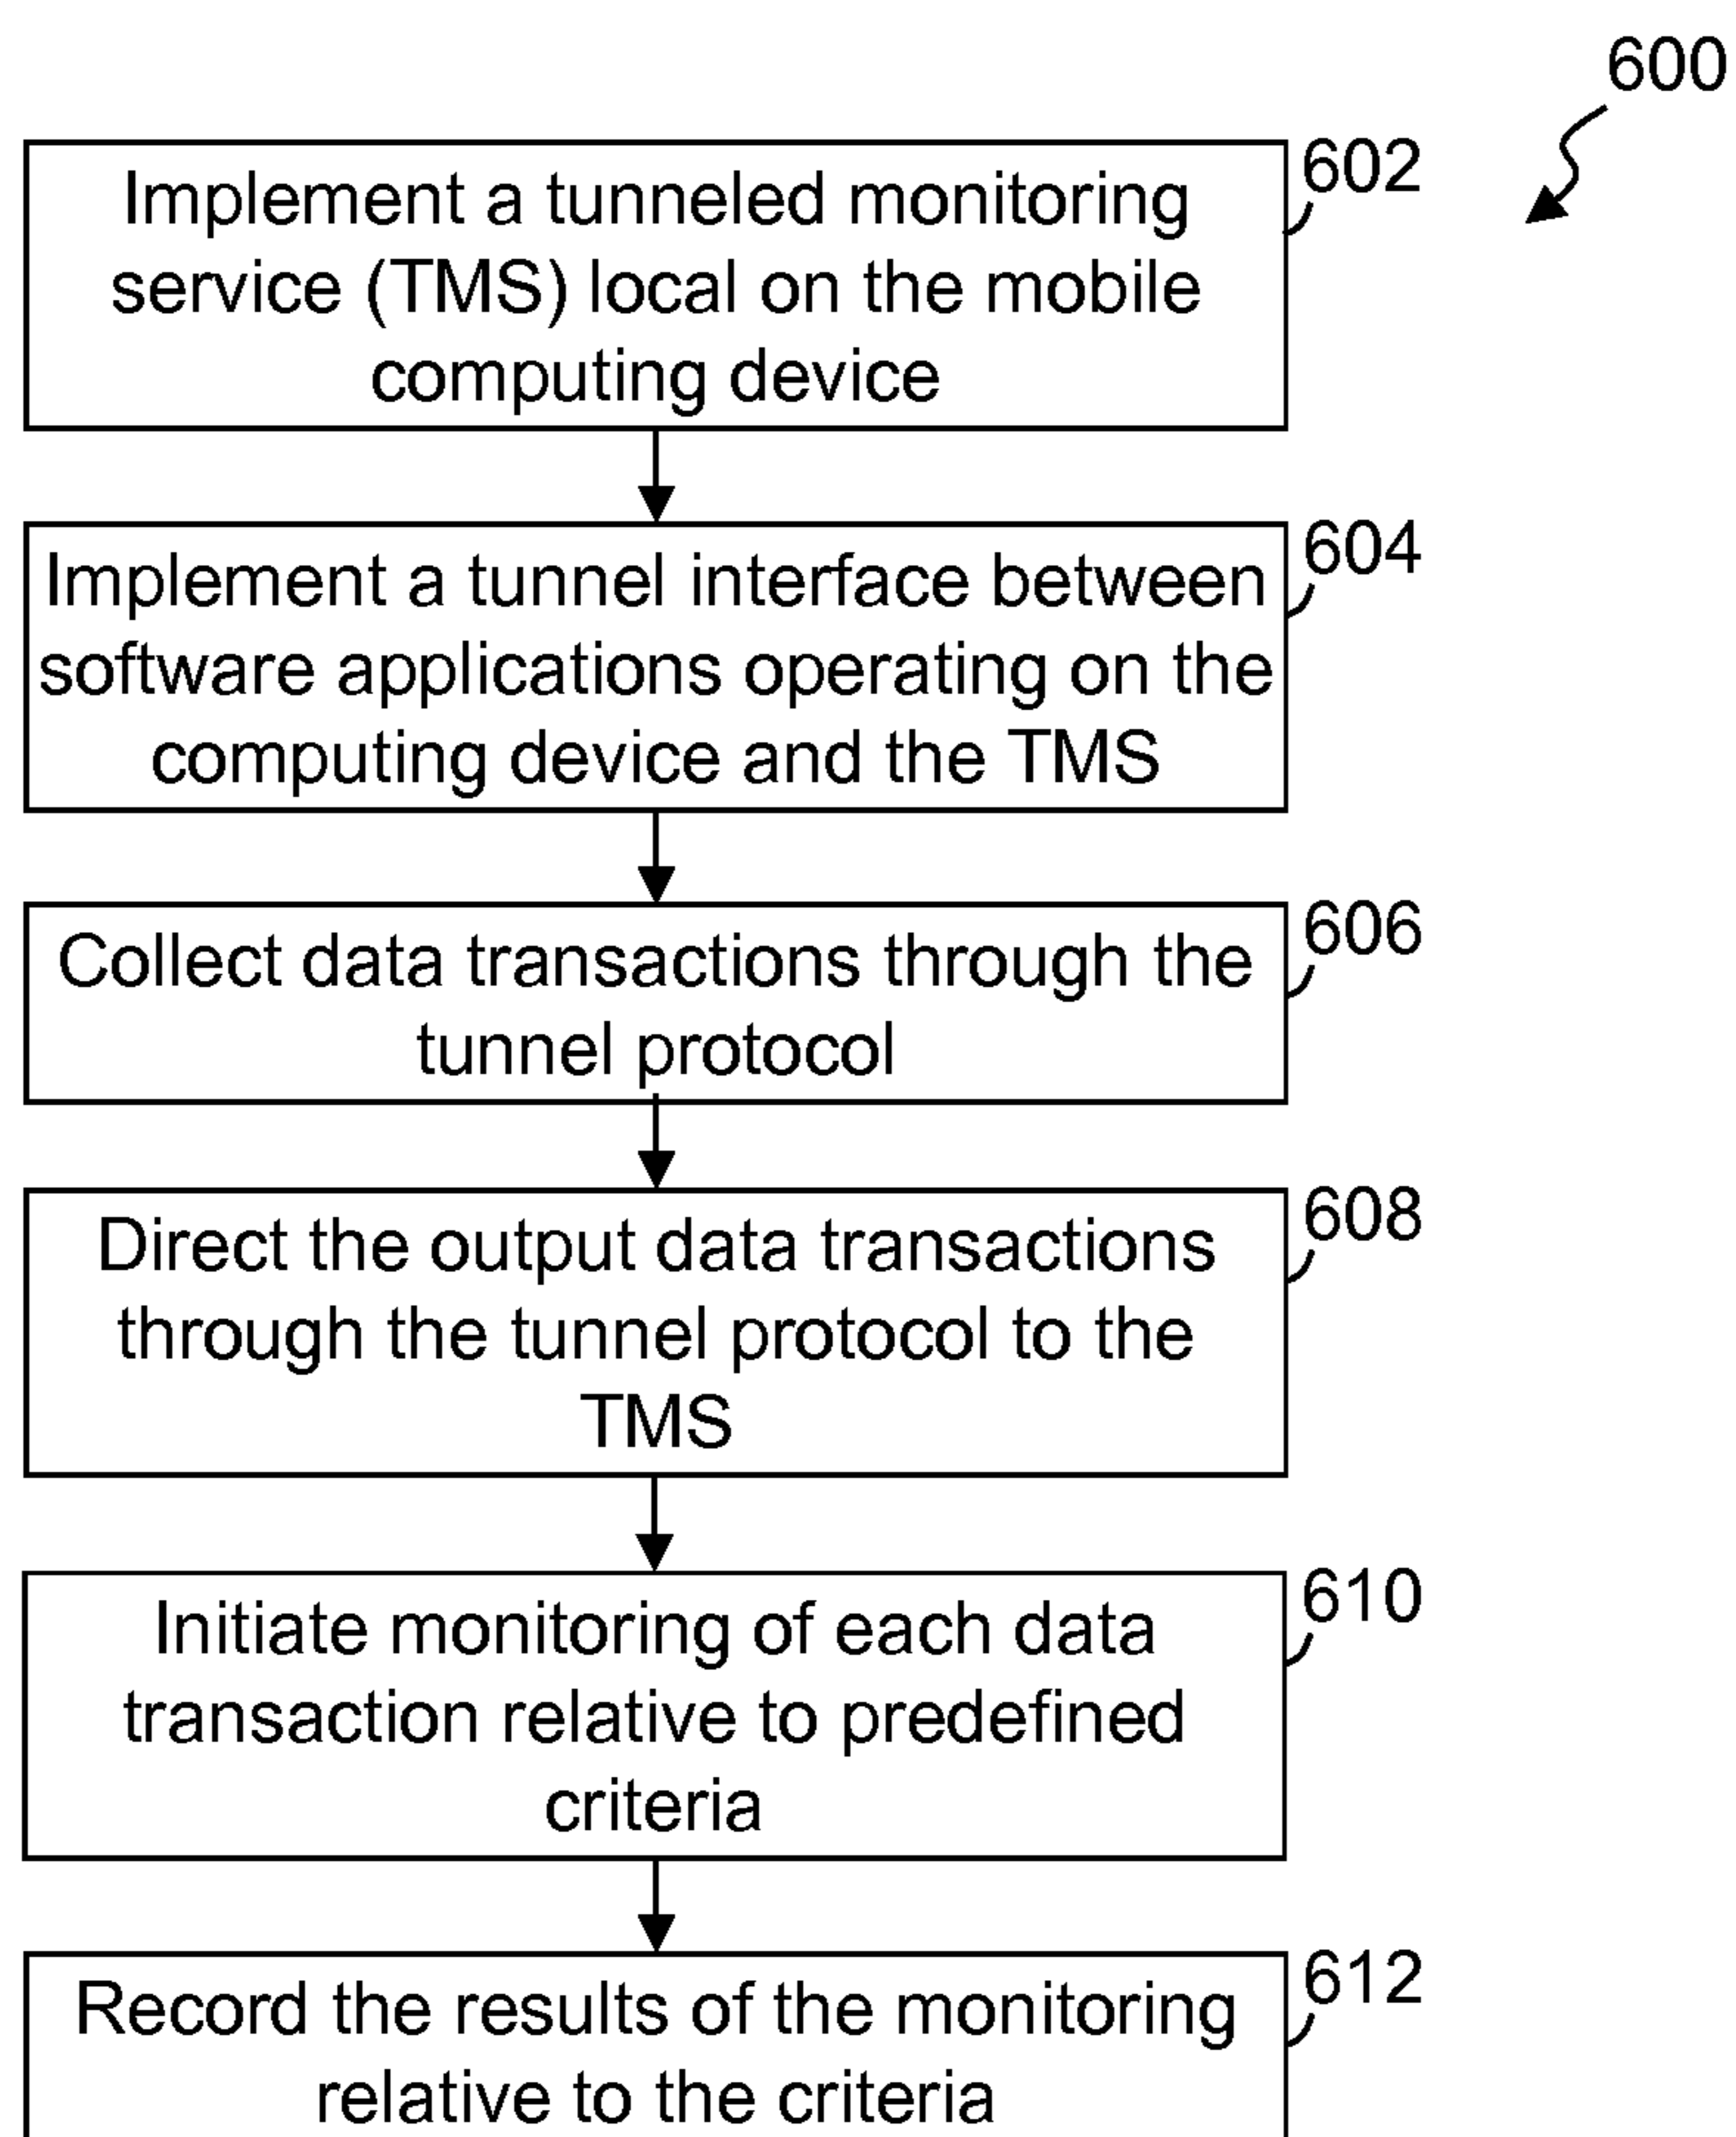 600
602
Implement a tunneled monitoring
service (TMS) local on the mobile
computing device
604
Implement a tunnel interface between
software applications operating on the
computing device and the TMS
606
Collect data transactions through the
tunnel protocol
608
Direct the output data transactions
through the tunnel protocol to the
TMS
610
Initiate monitoring of each data
transaction relative to predefined
criteria
612
Record the results of the monitoring
relative to the criteria